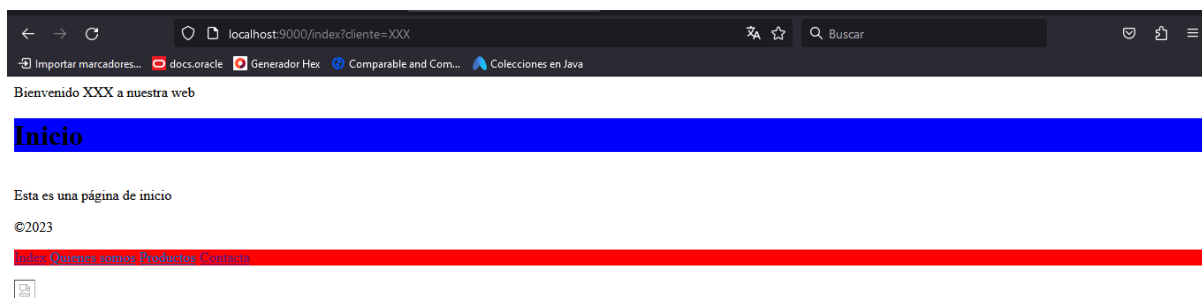 localhost:9000/index?cliente=XXX
Buscar
Importar marcadores... docs.oracle Generador Hex Comparable and Com... Colecciones en Java
Bienvenido XXX a nuestra web
Inicio
Esta es una página de inicio
©2023
Index Quienes somos Productos Contacta